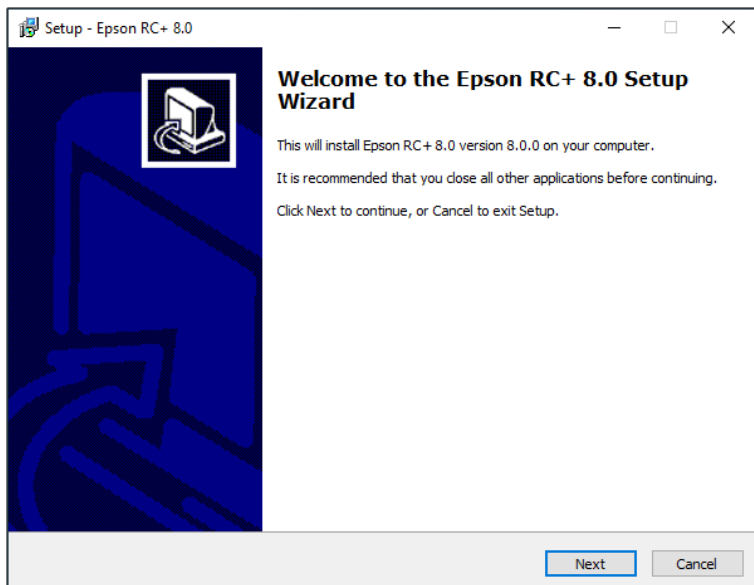 Setup - Epson RC+ 8.0
Welcome to the Epson RC+ 8.0 Setup
Wizard
This will install Epson RC+ 8.0 version 8.0.0 on your computer.
It is recommended that you close all other applications before continuing.
Click Next to continue, or Cancel to exit Setup.
Next
Cancel